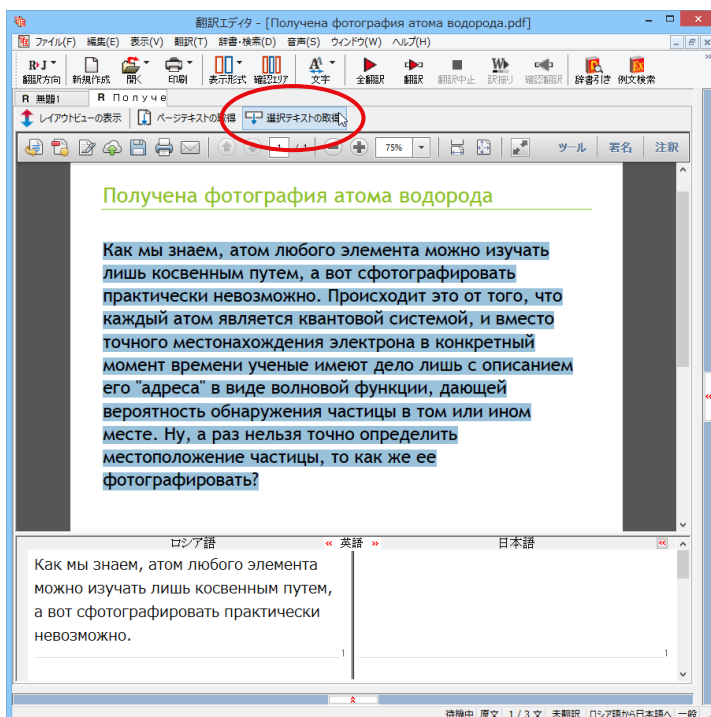 翻訳エディタ - [Получена фотография атома водорода.pdf]
ファイル(F) 編集(E) 表示(V) 翻訳(T) 辞書・検索(D) 音声(S) ウィンドウ(W) ヘルプ(H)
R▸J
翻訳方向 新規作成 開く 印刷 表示形式 確認エリア 文字 全翻訳 翻訳 翻訳中止 訳振り 確認翻訳 辞書引き 例文検索
R 無題1 R Получе
レイアウトビューの表示 ページテキストの取得 選択テキストの取得
1 / 1 75% ツール 署名 注釈
Получена фотография атома водорода
Как мы знаем, атом любого элемента можно изучать
лишь косвенным путем, а вот сфотографировать
практически невозможно. Происходит это от того, что
каждый атом является квантовой системой, и вместо
точного местонахождения электрона в конкретный
момент времени ученые имеют дело лишь с описанием
его "адреса" в виде волновой функции, дающей
вероятность обнаружения частицы в том или ином
месте. Ну, а раз нельзя точно определить
местоположение частицы, то как же ее
фотографировать?
ロシア語 « 英語 » 日本語
Как мы знаем, атом любого элемента
можно изучать лишь косвенным путем,
а вот сфотографировать практически
невозможно.
1 1
待機中 原文 1 / 3 文 未翻訳 ロシア語から日本語へ 一般